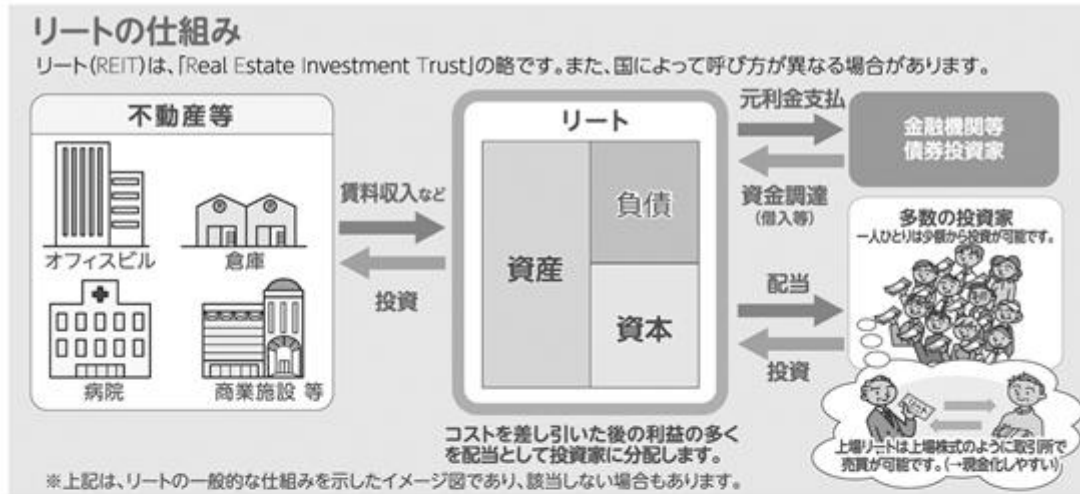 リートの仕組み
リート(REIT)は、「Real Estate Investment Trust」の略です。また、国によって呼び方が異なる場合があります。
不動産等
オフィスビル
倉庫
病院
商業施設 等
賃料収入など
投資
リート
資産
負債
資本
コストを差し引いた後の利益の多く
を配当として投資家に分配します。
元利金支払
資金調達
(借入等)
金融機関等
債券投資家
配当
投資
多数の投資家
一人ひとりは少額から投資が可能です。
リート
上場リートは上場株式のように取引所で
売買が可能です。(→現金化しやすい)
※上記は、リートの一般的な仕組みを示したイメージ図であり、該当しない場合もあります。